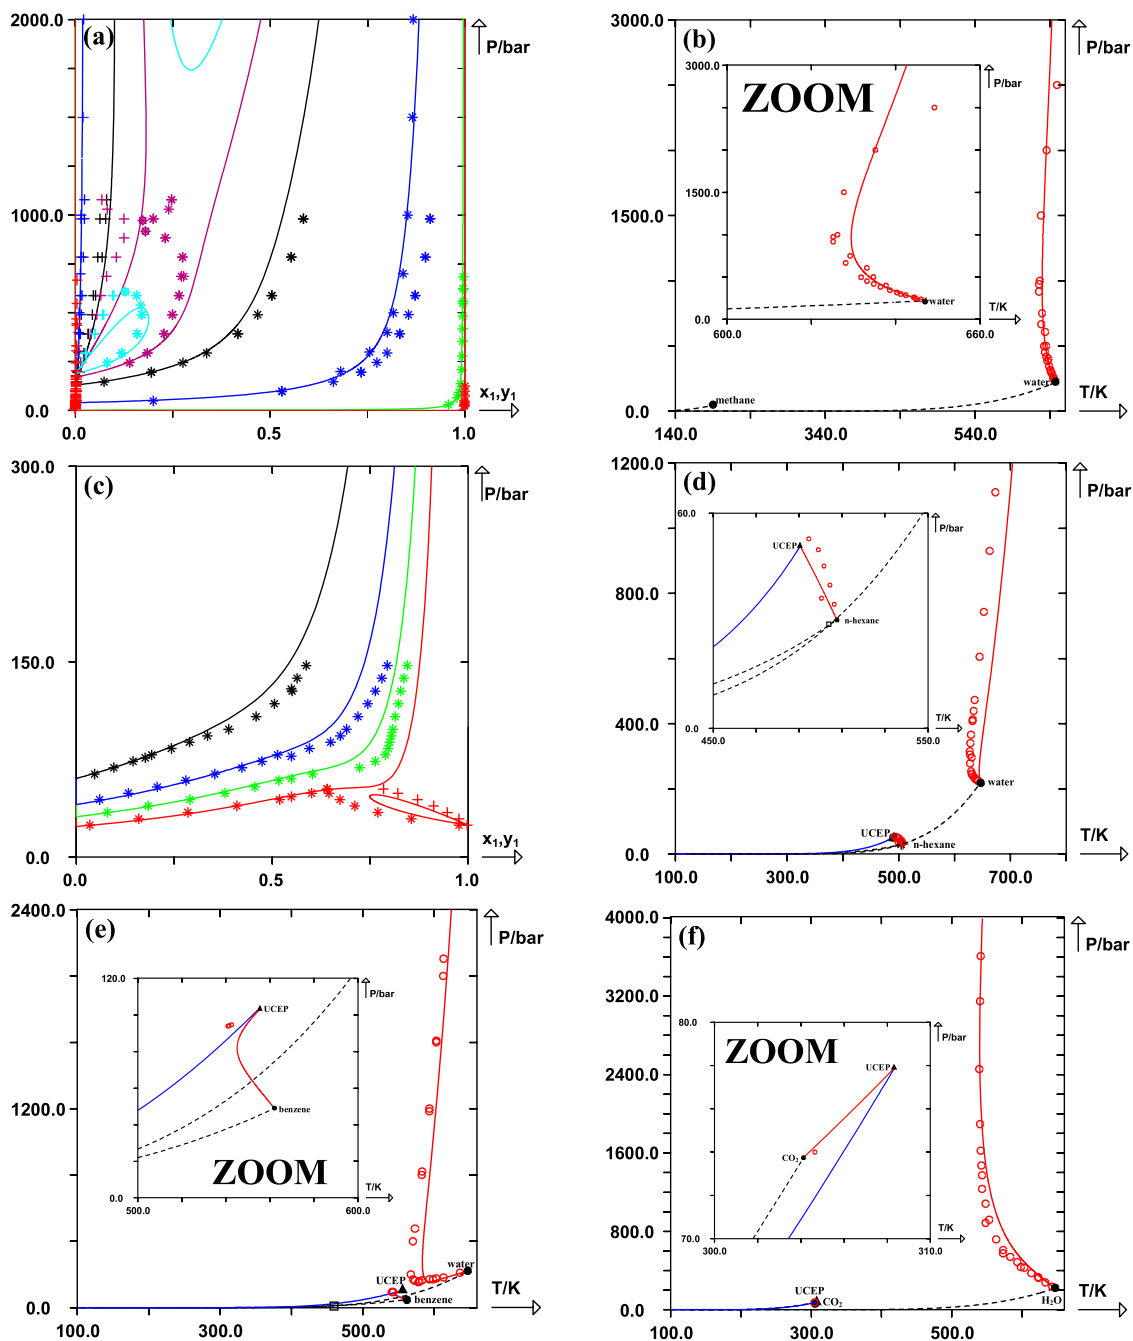 (a)
2000.0
P/bar
1000.0
0.0
x₁,y₁
0.0
0.5
1.0
(b)
3000.0
P/bar
3000.0
P/bar
ZOOM
1500.0
1500.0
water
T/K
0.0
600.0
660.0
methane
water
T/K
0.0
140.0
340.0
540.0
(c)
300.0
P/bar
150.0
0.0
x₁,y₁
0.0
0.5
1.0
(d)
1200.0
P/bar
60.0
P/bar
UCEP
n-hexane
T/K
0.0
450.0
550.0
800.0
400.0
water
UCEP
n-hexane
T/K
0.0
100.0
300.0
500.0
700.0
(e)
2400.0
P/bar
120.0
P/bar
UCEP
benzene
ZOOM
T/K
0.0
500.0
600.0
1200.0
water
UCEP
benzene
T/K
0.0
100.0
300.0
500.0
(f)
4000.0
P/bar
3200.0
80.0
P/bar
ZOOM
UCEP
CO₂
70.0
T/K
300.0
310.0
2400.0
1600.0
800.0
UCEP
CO₂
H₂O
T/K
0.0
100.0
300.0
500.0